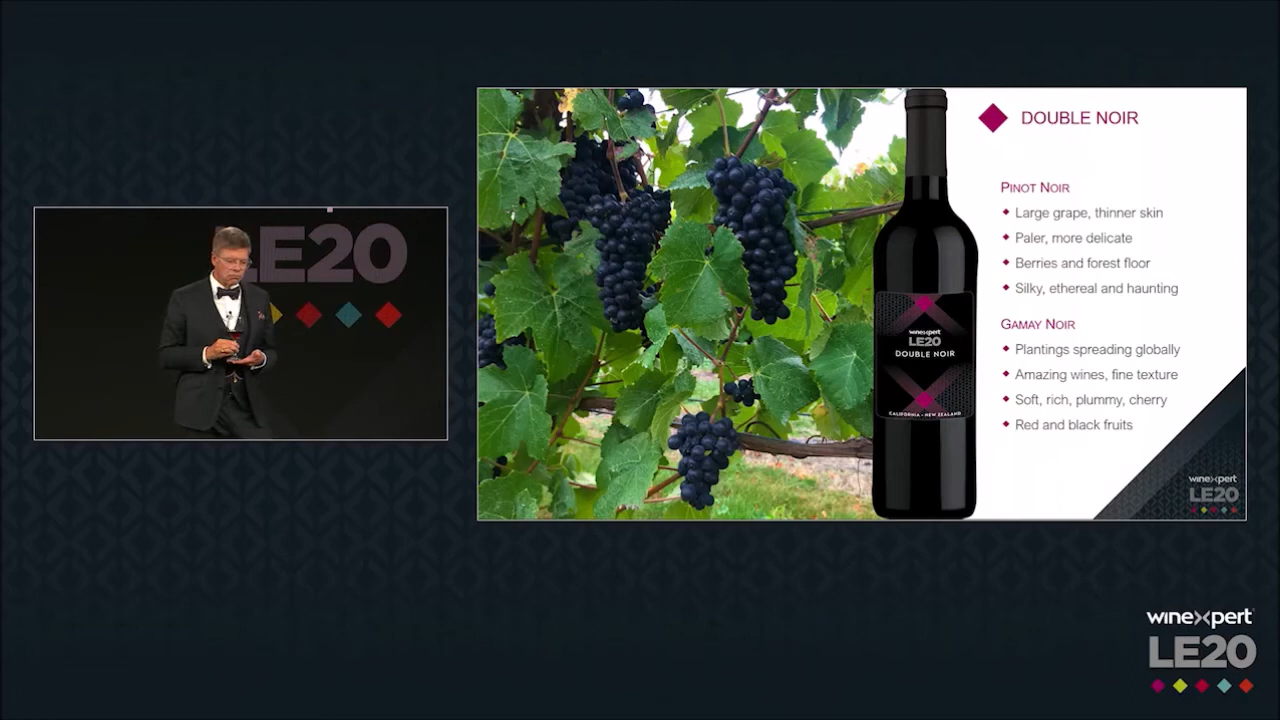 LE20
DOUBLE NOIR
PINOT NOIR
Large grape, thinner skin
Paler, more delicate
Berries and forest floor
Silky, ethereal and haunting
GAMAY NOIR
Plantings spreading globally
Amazing wines, fine texture
Soft, rich, plummy, cherry
Red and black fruits
winexpert
LE20
DOUBLE NOIR
CALIFORNIA • NEW ZEALAND
winexpert
LE20
winexpert
LE20